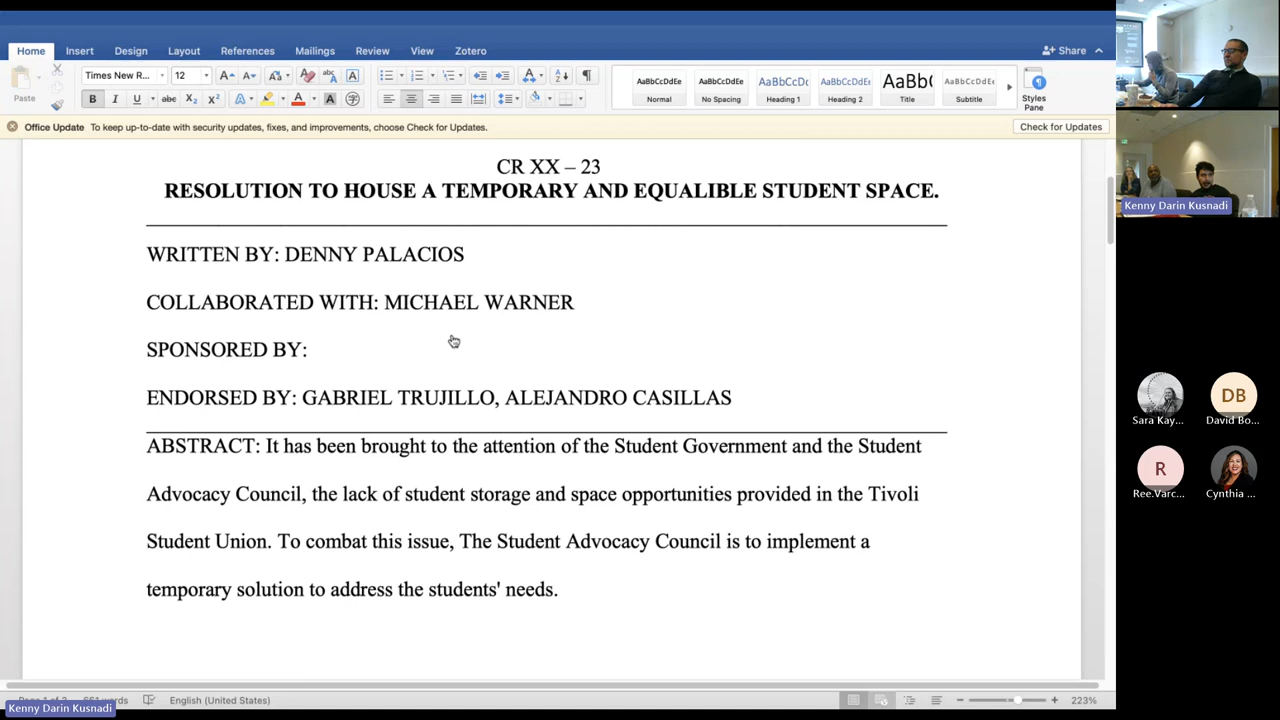 Home Insert Design Layout References Mailings Review View Zotero Share
Times New R... 12
Paste
AaBbCcDdEe AaBbCcDdEe AaBbCcDc AaBbCcDdEe AaBb( AaBbCcDdEe
Normal No Spacing Heading 1 Heading 2 Title Subtitle
Styles Pane
Office Update To keep up-to-date with security updates, fixes, and improvements, choose Check for Updates. Check for Updates
CR XX – 23
RESOLUTION TO HOUSE A TEMPORARY AND EQUALIBLE STUDENT SPACE.
WRITTEN BY: DENNY PALACIOS
COLLABORATED WITH: MICHAEL WARNER
SPONSORED BY:
ENDORSED BY: GABRIEL TRUJILLO, ALEJANDRO CASILLAS
ABSTRACT: It has been brought to the attention of the Student Government and the Student
Advocacy Council, the lack of student storage and space opportunities provided in the Tivoli
Student Union. To combat this issue, The Student Advocacy Council is to implement a
temporary solution to address the students' needs.
English (United States)
223%
Kenny Darin Kusnadi
Kenny Darin Kusnadi
DB
Sara Kay... David Bo...
R
Ree.Varc... Cynthia ...